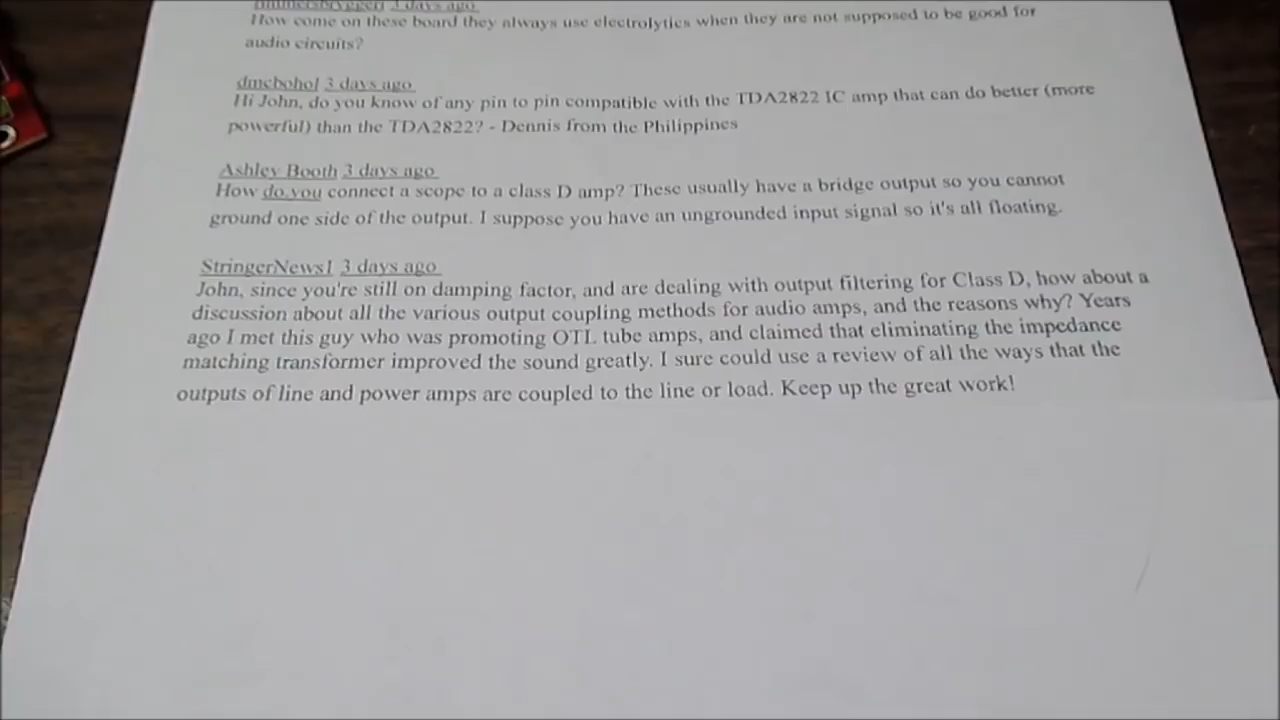 3 days ago
How come on these board they always use electrolytics when they are not supposed to be good for
audio circuits?
dmcbohol 3 days ago
Hi John, do you know of any pin to pin compatible with the TDA2822 IC amp that can do better (more
powerful) than the TDA2822? - Dennis from the Philippines
Ashley Booth 3 days ago
How do you connect a scope to a class D amp? These usually have a bridge output so you cannot
ground one side of the output. I suppose you have an ungrounded input signal so it's all floating.
StringerNews1 3 days ago
John, since you're still on damping factor, and are dealing with output filtering for Class D, how about a
discussion about all the various output coupling methods for audio amps, and the reasons why? Years
ago I met this guy who was promoting OTL tube amps, and claimed that eliminating the impedance
matching transformer improved the sound greatly. I sure could use a review of all the ways that the
outputs of line and power amps are coupled to the line or load. Keep up the great work!